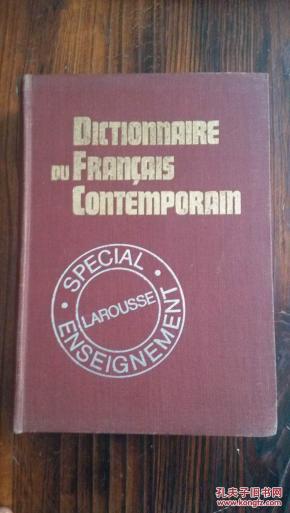 DICTIONNAIRE
DU FRANÇAIS
CONTEMPORAIN
• SPECIAL •
LAROUSSE
ENSEIGNEMENT
孔夫子旧书网